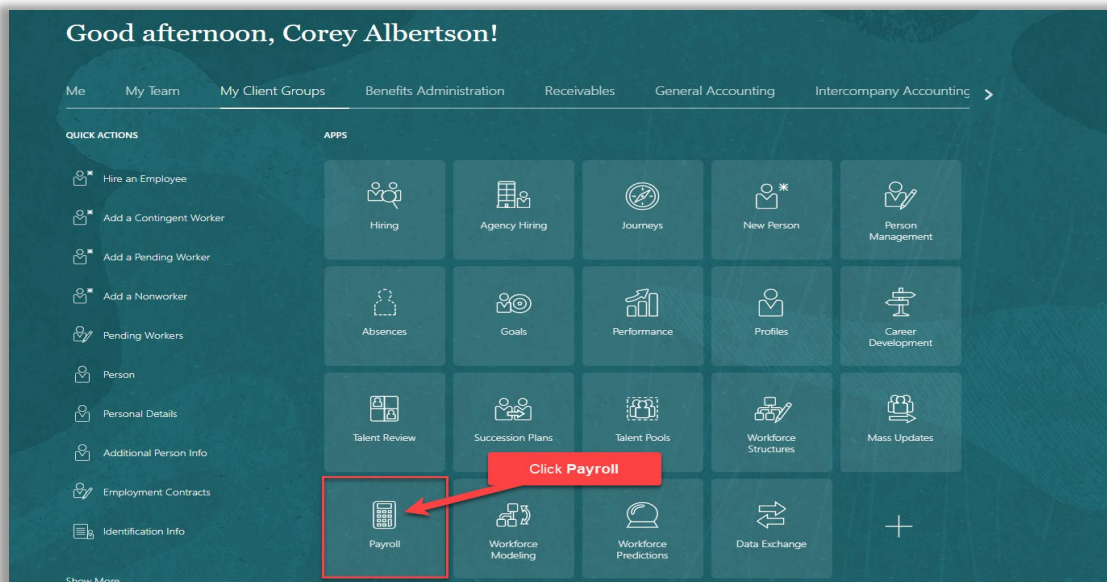 Good afternoon, Corey Albertson!
Me
My Team
My Client Groups
Benefits Administration
Receivables
General Accounting
Intercompany Accounting
QUICK ACTIONS
Hire an Employee
Add a Contingent Worker
Add a Pending Worker
Add a Nonworker
Pending Workers
Person
Personal Details
Additional Person Info
Employment Contracts
Identification Info
Show More
APPS
Hiring
Agency Hiring
Journeys
New Person
Person
Management
Absences
Goals
Performance
Profiles
Career
Development
Talent Review
Succession Plans
Talent Pools
Workforce
Structures
Mass Updates
Click Payroll
Payroll
Workforce
Modeling
Workforce
Predictions
Data Exchange